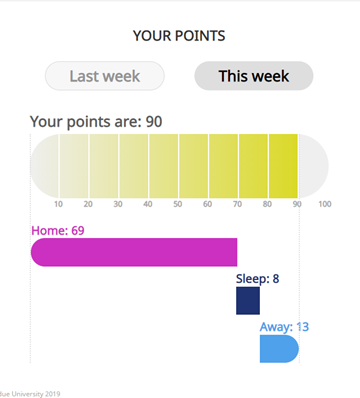 YOUR POINTS
Last week This week
Your points are: 90
10 20 30 40 50 60 70 80 90 100
Home: 69
Sleep: 8
Away: 13
University 2019